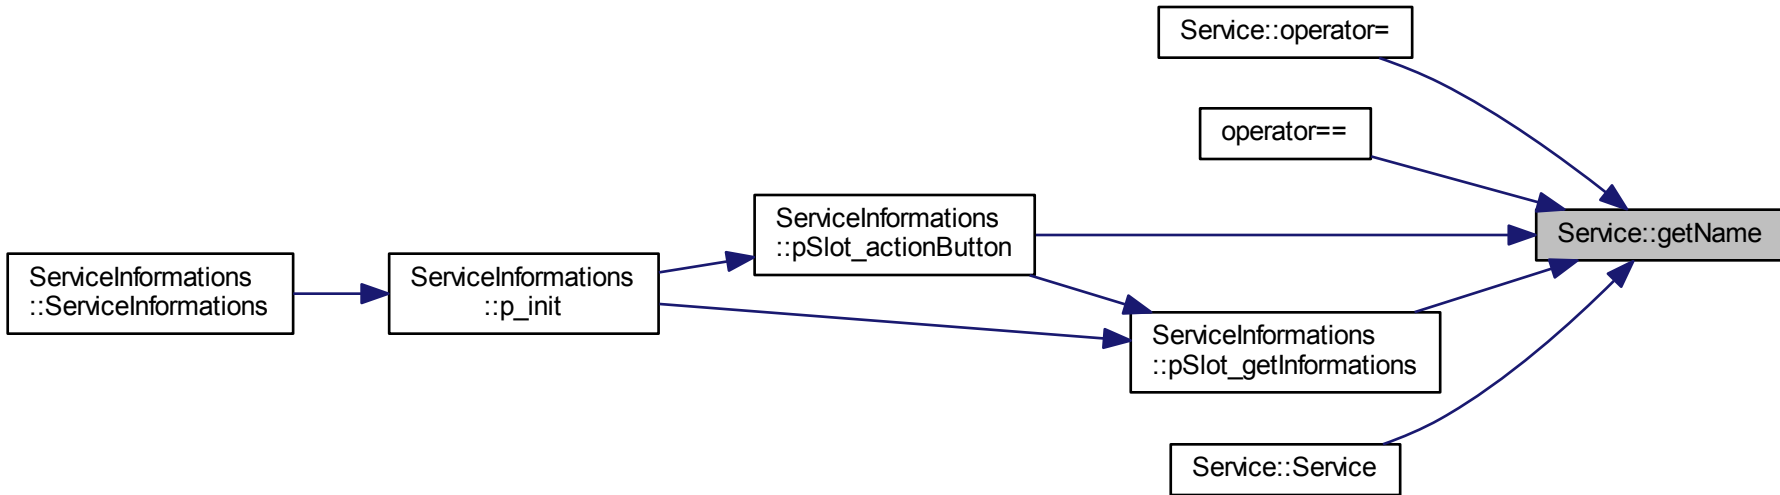 Service::operator=
operator==
ServiceInformations
::pSlot_actionButton
Service::getName
ServiceInformations
::ServiceInformations
ServiceInformations
::p_init
ServiceInformations
::pSlot_getInformations
Service::Service